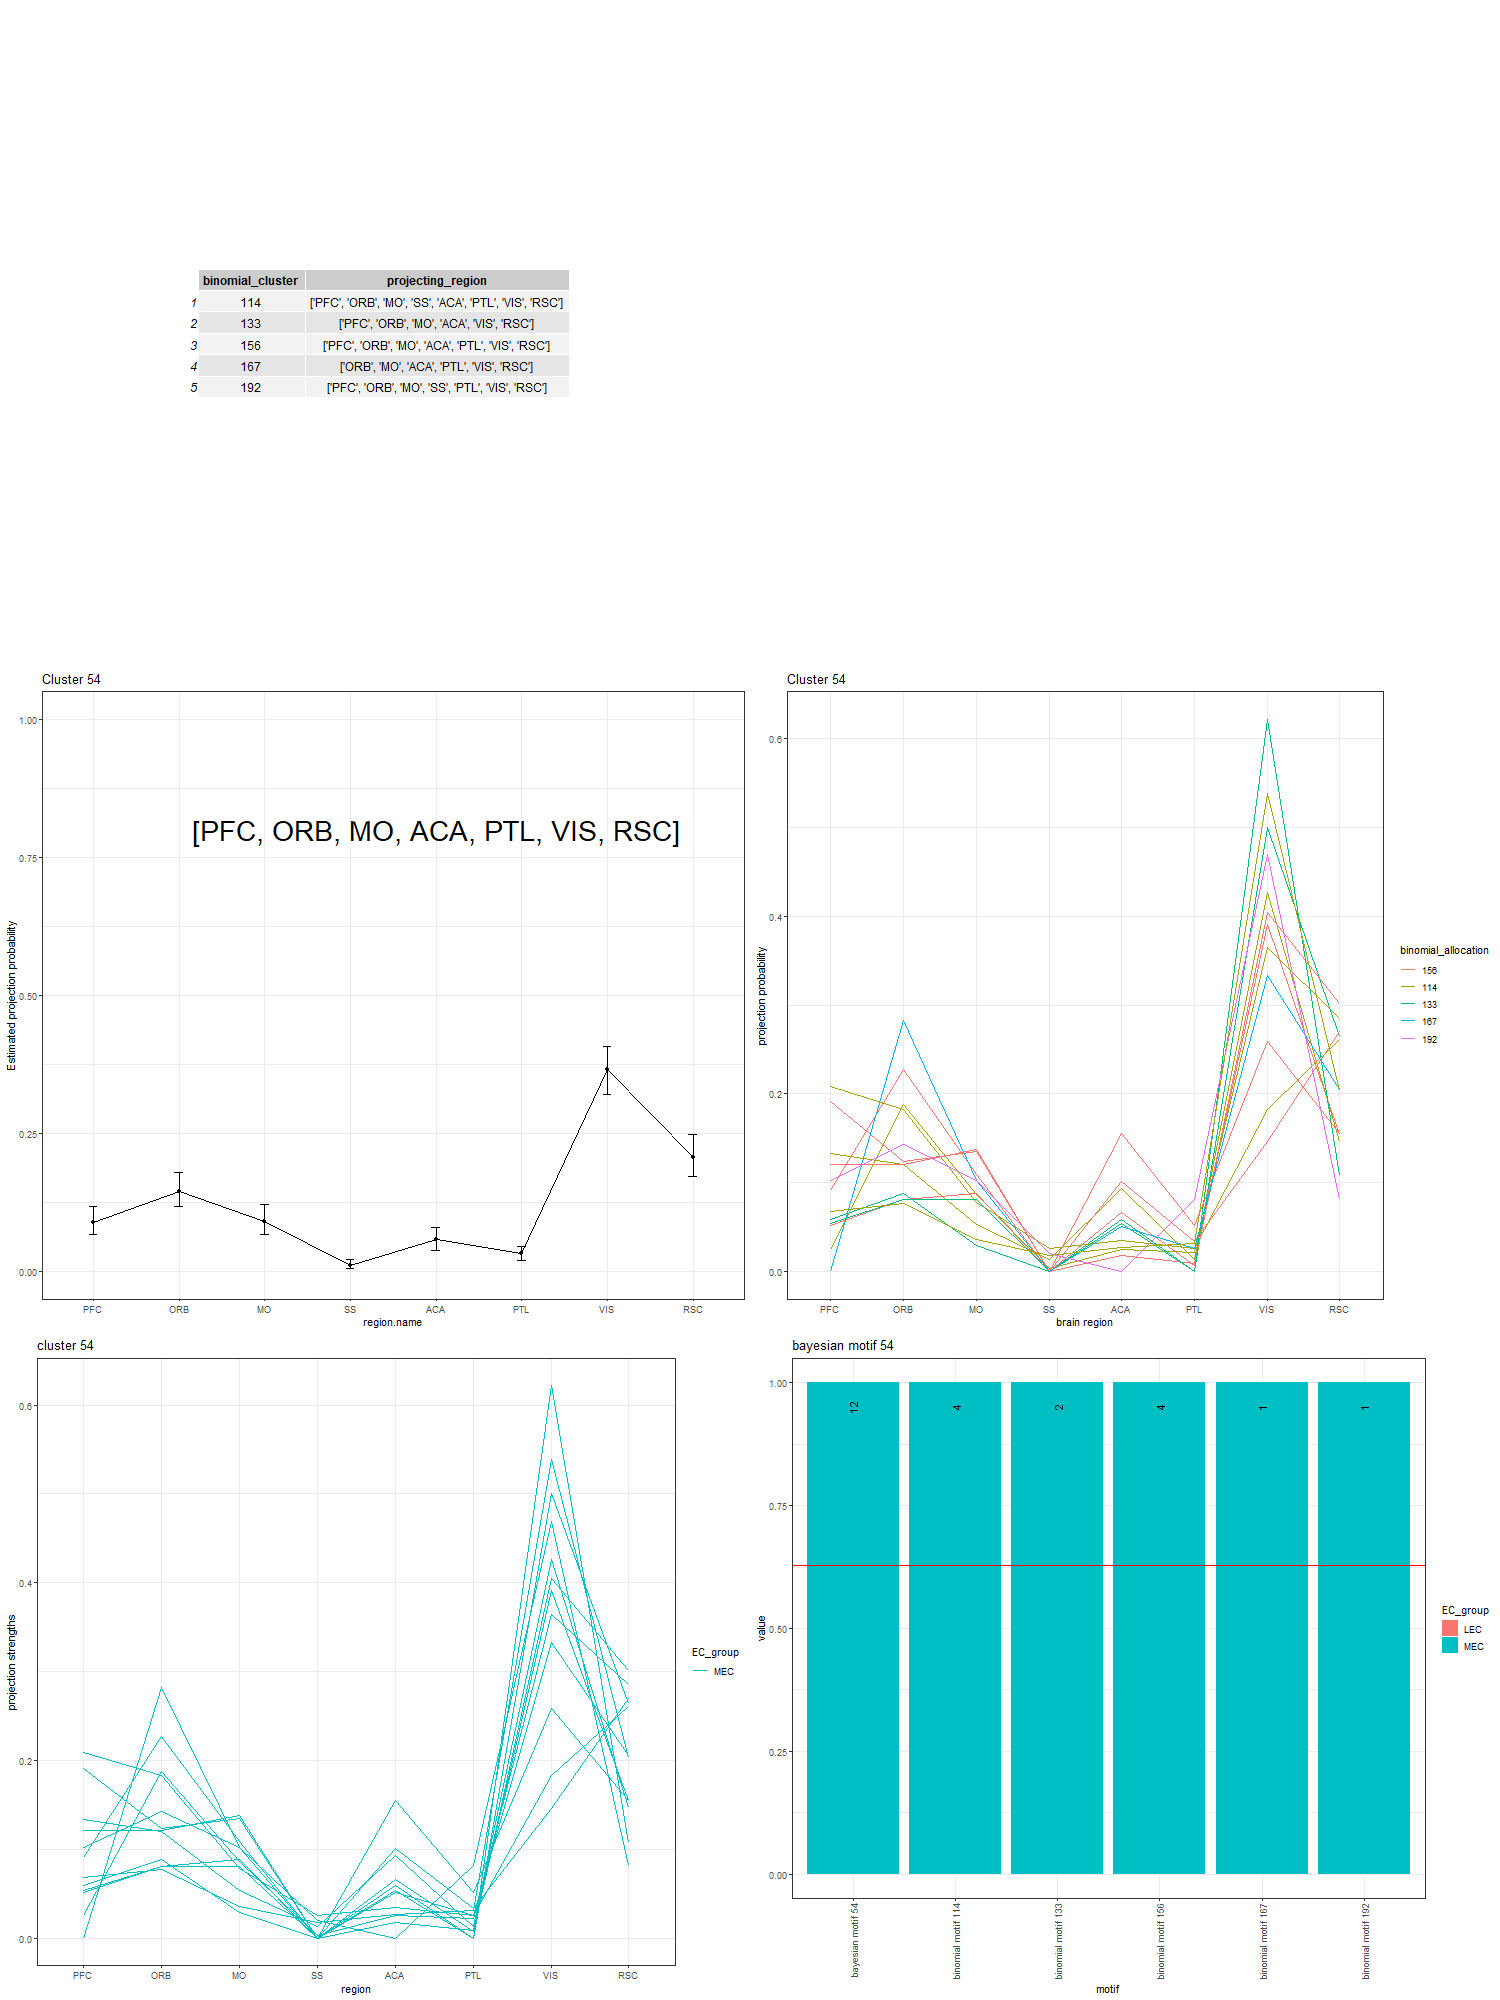 binomial_cluster projecting_region
1 114 ['PFC', 'ORB', 'MO', 'SS', 'ACA', 'PTL', 'VIS', 'RSC']
2 133 ['PFC', 'ORB', 'MO', 'ACA', 'VIS', 'RSC']
3 156 ['PFC', 'ORB', 'MO', 'ACA', 'PTL', 'VIS', 'RSC']
4 167 ['ORB', 'MO', 'ACA', 'PTL', 'VIS', 'RSC']
5 192 ['PFC', 'ORB', 'MO', 'SS', 'PTL', 'VIS', 'RSC']
Cluster 54
1.00
0.75
0.50
0.25
0.00
Estimated projection probability
[PFC, ORB, MO, ACA, PTL, VIS, RSC]
PFC ORB MO SS ACA PTL VIS RSC
region.name
Cluster 54
0.6
0.4
0.2
0.0
projection probability
PFC ORB MO SS ACA PTL VIS RSC
brain region
binomial_allocation
156
114
133
167
192
cluster 54
0.6
0.4
0.2
0.0
projection strengths
PFC ORB MO SS ACA PTL VIS RSC
region
EC_group
MEC
bayesian motif 54
1.00
0.75
0.50
0.25
0.00
value
12 4 2 4 1 1
bayesian motif 54
binomial motif 114
binomial motif 133
binomial motif 156
binomial motif 167
binomial motif 192
motif
EC_group
LEC
MEC